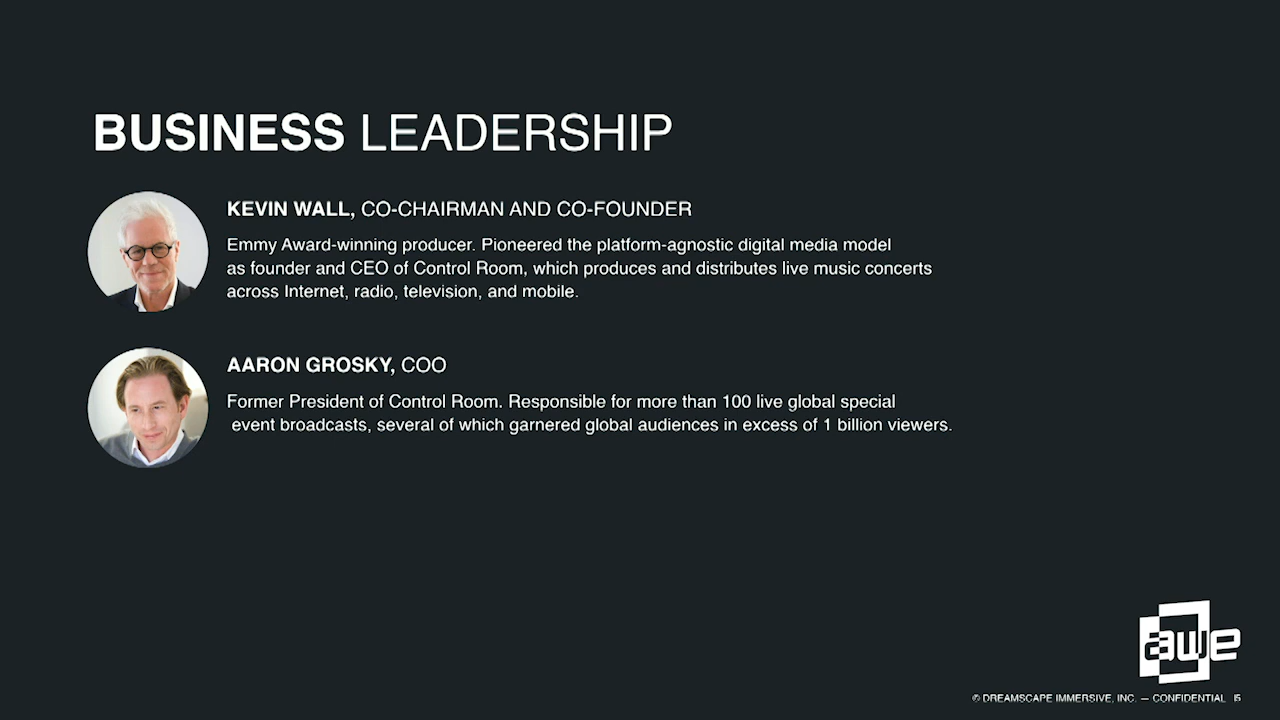 BUSINESS LEADERSHIP
KEVIN WALL, CO-CHAIRMAN AND CO-FOUNDER
Emmy Award-winning producer. Pioneered the platform-agnostic digital media model
as founder and CEO of Control Room, which produces and distributes live music concerts
across Internet, radio, television, and mobile.
AARON GROSKY, COO
Former President of Control Room. Responsible for more than 100 live global special
event broadcasts, several of which garnered global audiences in excess of 1 billion viewers.
awe
© DREAMSCAPE IMMERSIVE, INC. — CONFIDENTIAL